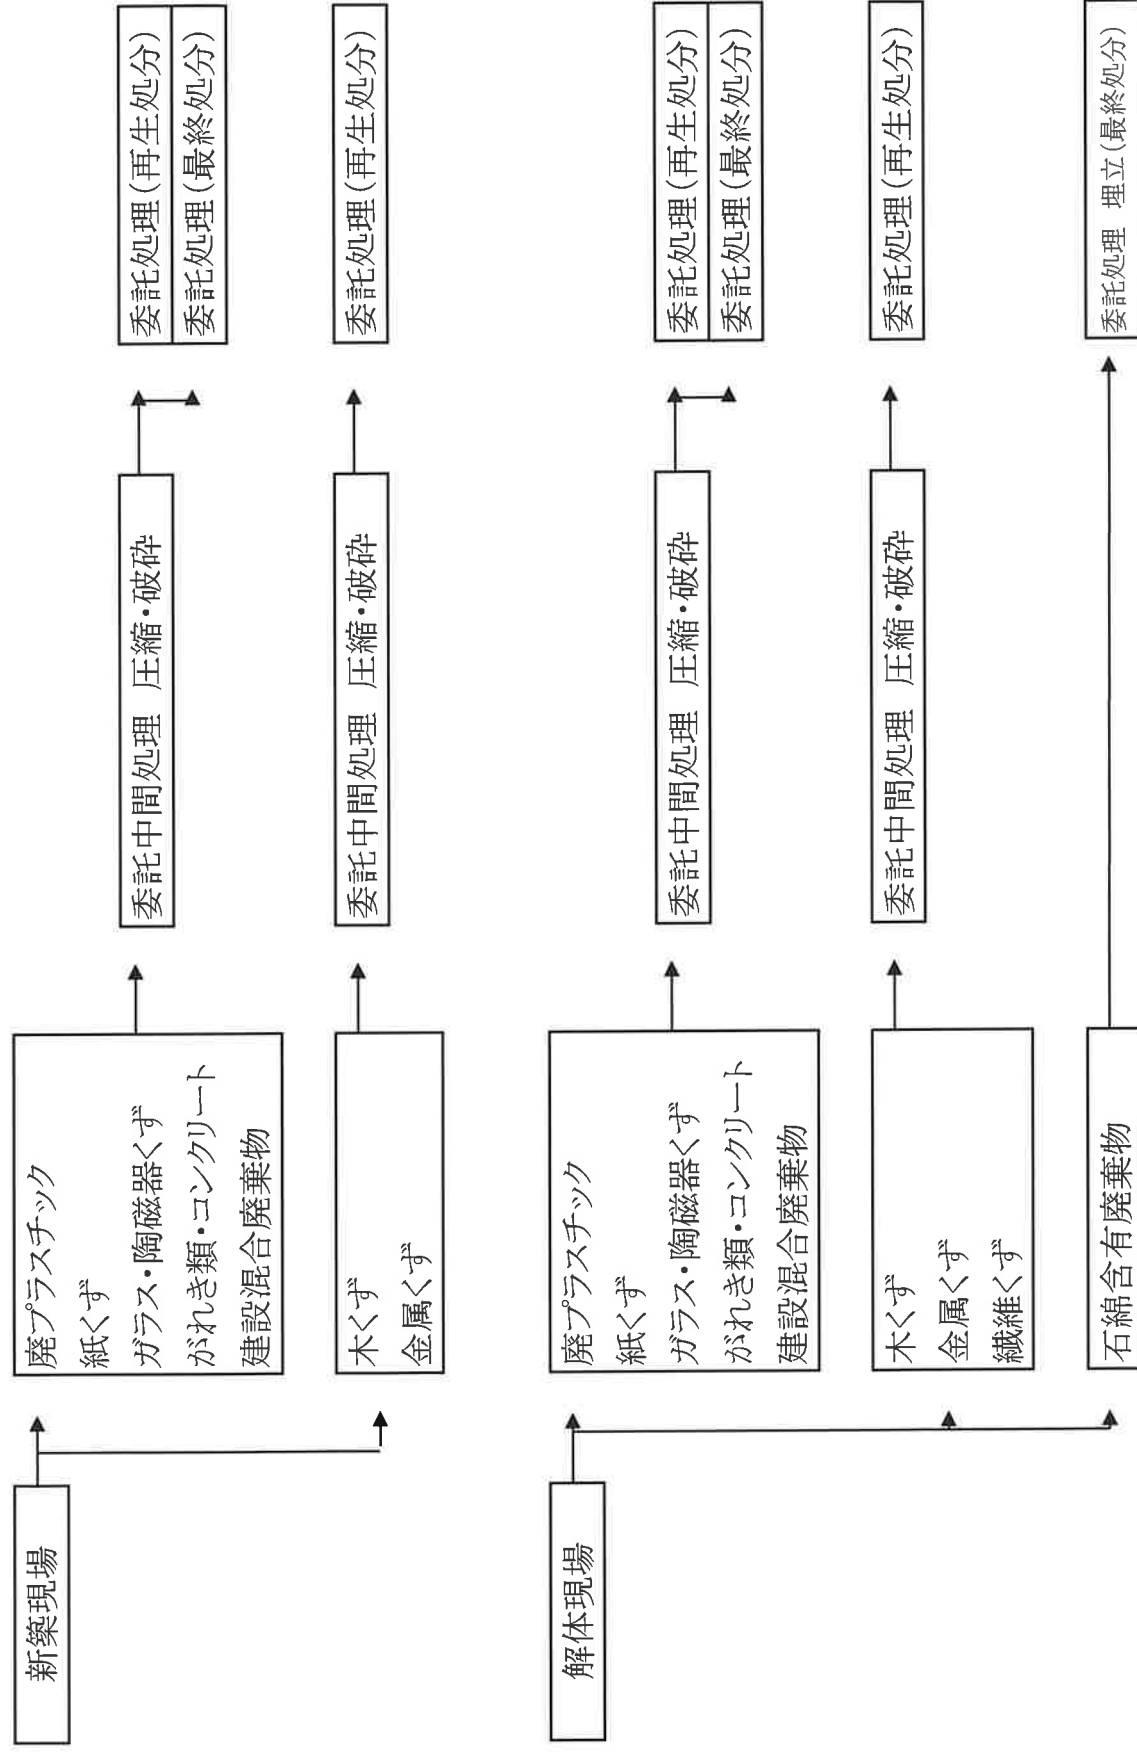 新築現場
廃プラスチック
紙くず
ガラス・陶磁器くず
がれき類・コンクリート
建設混合廃棄物
委託中間処理　圧縮・破砕
委託処理(再生処分)
委託処理(最終処分)
木くず
金属くず
委託中間処理　圧縮・破砕
委託処理(再生処分)
解体現場
廃プラスチック
紙くず
ガラス・陶磁器くず
がれき類・コンクリート
建設混合廃棄物
委託中間処理　圧縮・破砕
委託処理(再生処分)
委託処理(最終処分)
木くず
金属くず
繊維くず
委託中間処理　圧縮・破砕
委託処理(再生処分)
石綿含有廃棄物
委託処理　埋立(最終処分)